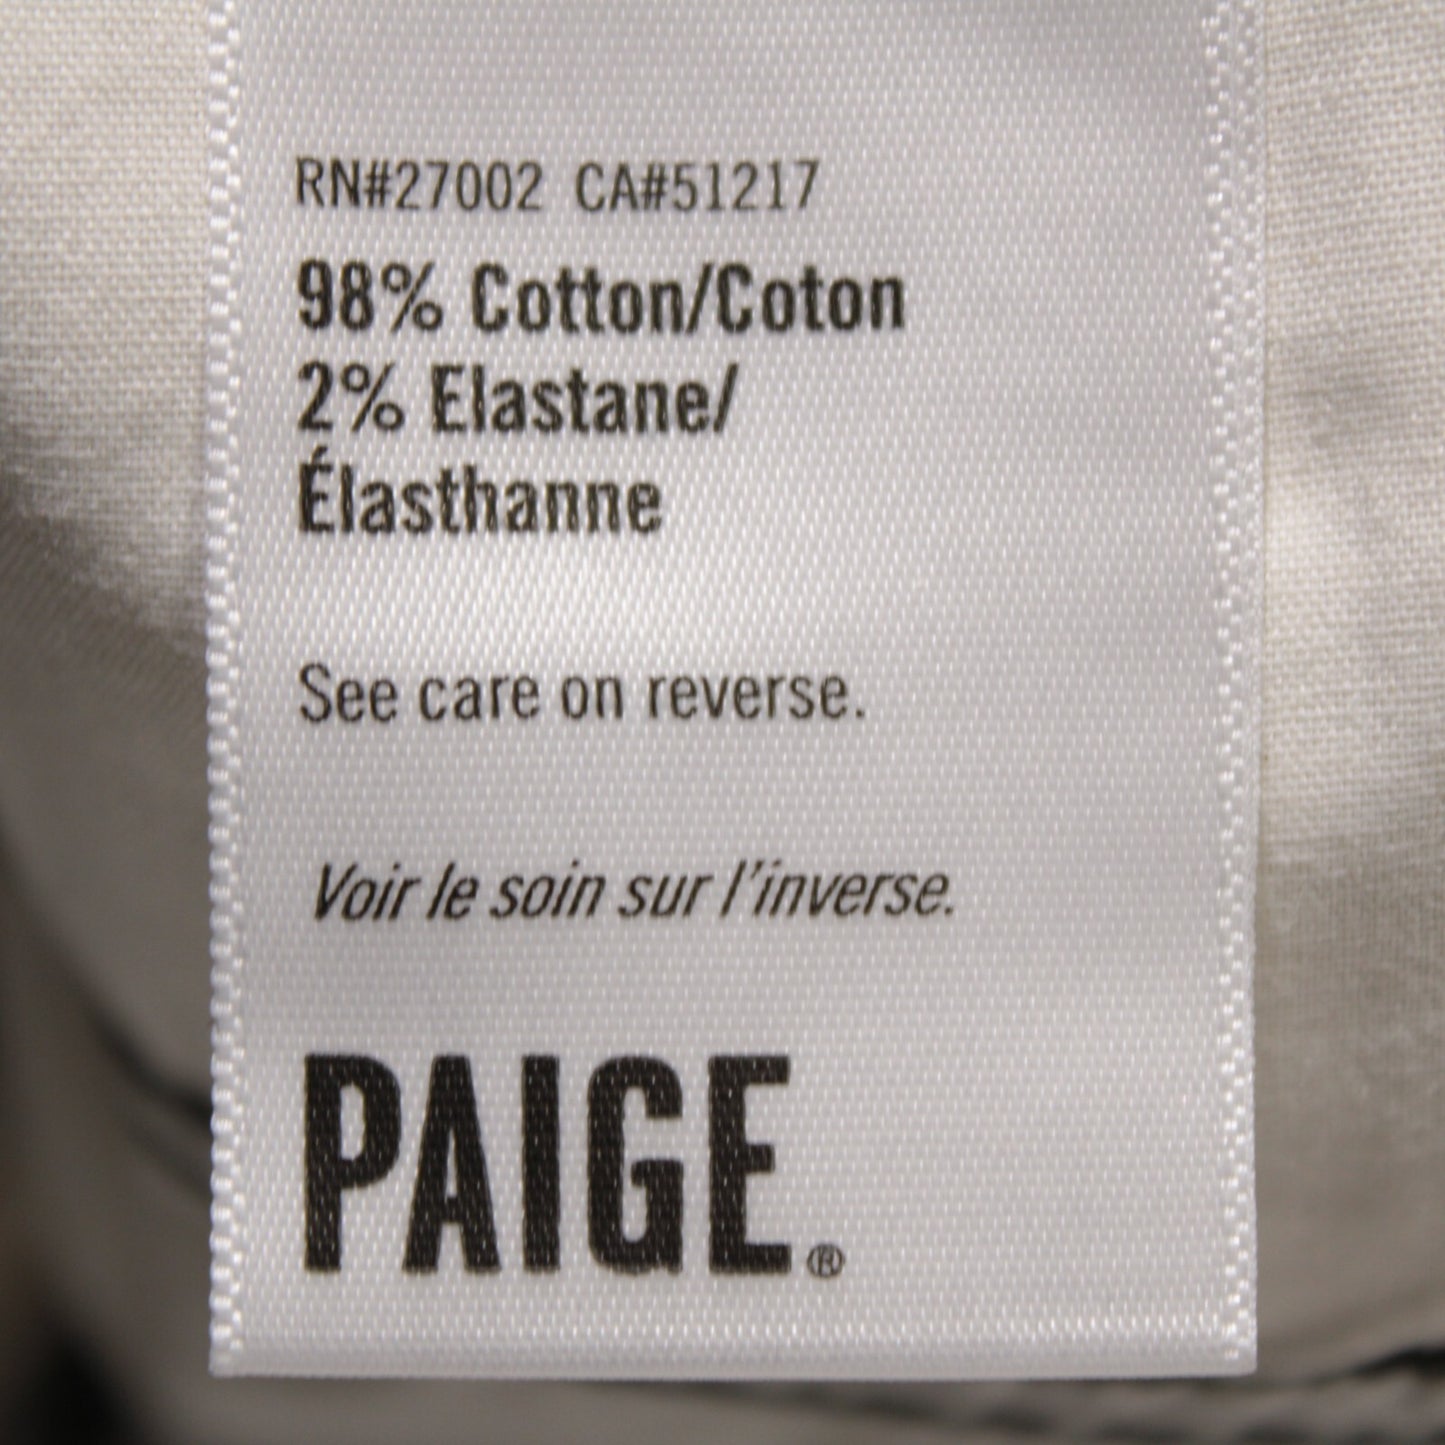 RN#27002 CA#51217
98% Cotton/Coton
2% Elastane/
Élasthanne
See care on reverse.
Voir le soin sur l'inverse.
PAIGE®